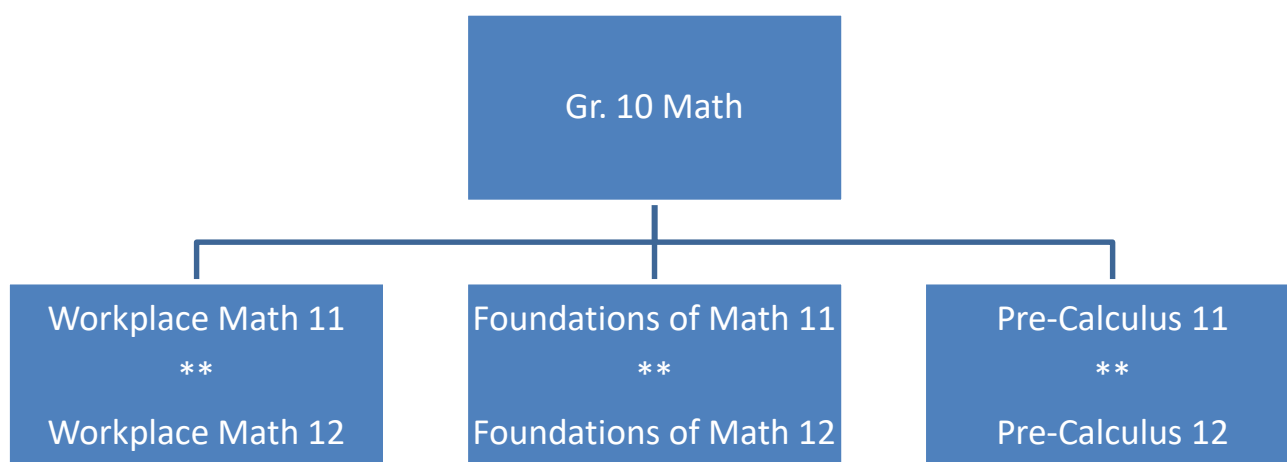 Gr. 10 Math
Workplace Math 11
**
Workplace Math 12
Foundations of Math 11
**
Foundations of Math 12
Pre-Calculus 11
**
Pre-Calculus 12